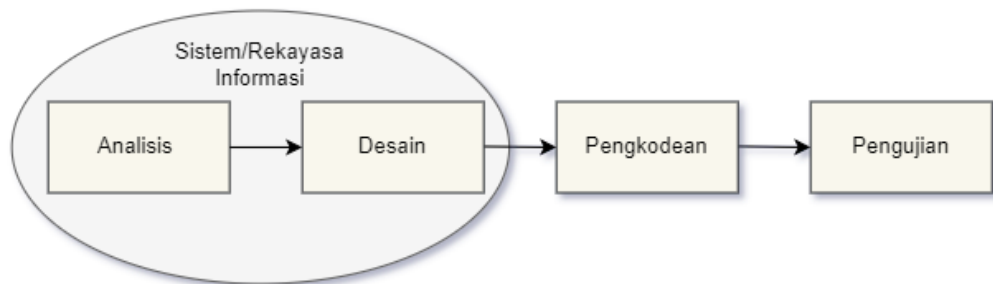 Sistem/Rekayasa
Informasi
Analisis
Desain
Pengkodean
Pengujian